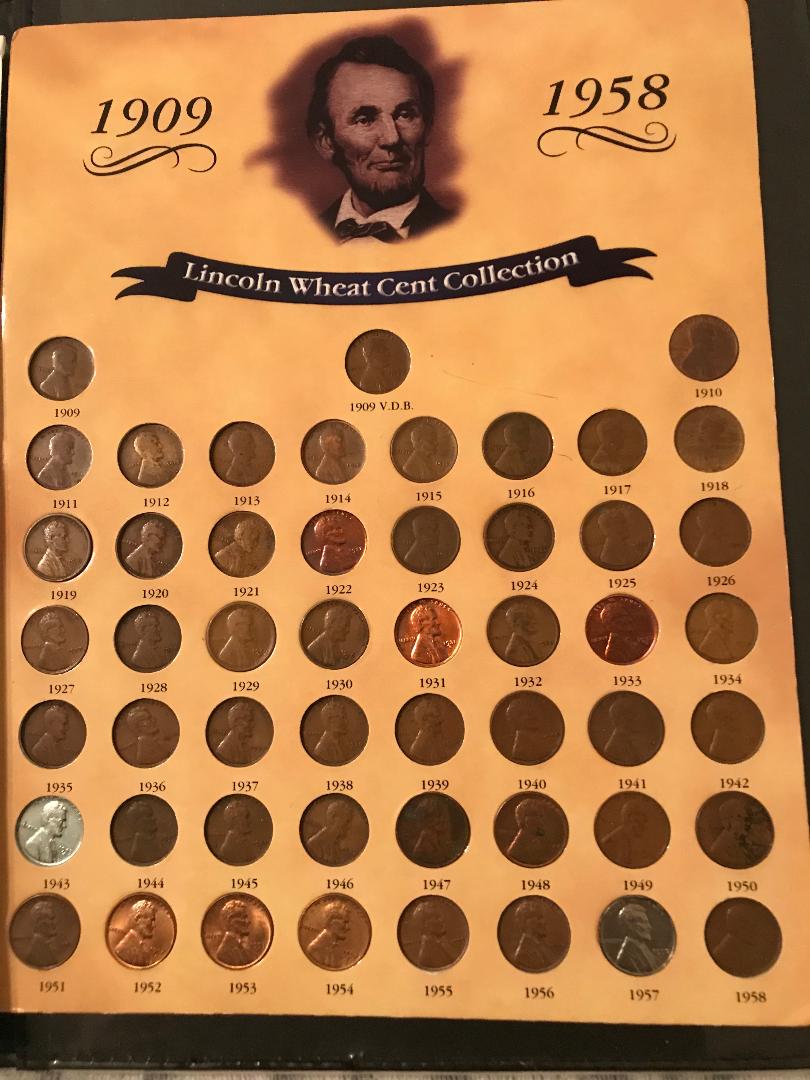 1909 1958
Lincoln Wheat Cent Collection
1909 1909 V.D.B. 1910
1911 1912 1913 1914 1915 1916 1917 1918
1919 1920 1921 1922 1923 1924 1925 1926
1927 1928 1929 1930 1931 1932 1933 1934
1935 1936 1937 1938 1939 1940 1941 1942
1943 1944 1945 1946 1947 1948 1949 1950
1951 1952 1953 1954 1955 1956 1957 1958